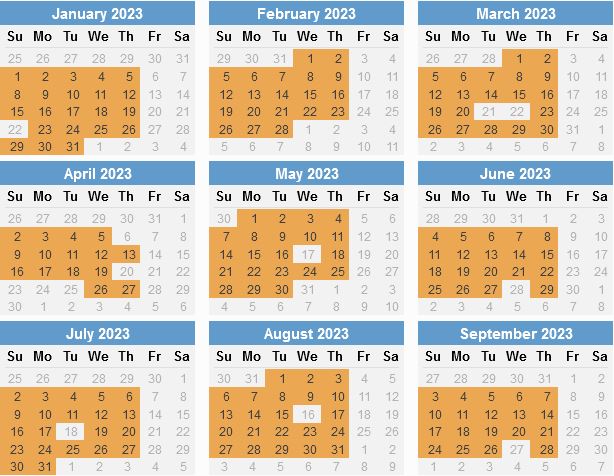 January 2023
Su Mo Tu We Th Fr Sa
25 26 27 28 29 30 31
1 2 3 4 5 6 7
8 9 10 11 12 13 14
15 16 17 18 19 20 21
22 23 24 25 26 27 28
29 30 31 1 2 3 4
February 2023
Su Mo Tu We Th Fr Sa
29 30 31 1 2 3 4
5 6 7 8 9 10 11
12 13 14 15 16 17 18
19 20 21 22 23 24 25
26 27 28 1 2 3 4
5 6 7 8 9 10 11
March 2023
Su Mo Tu We Th Fr Sa
26 27 28 1 2 3 4
5 6 7 8 9 10 11
12 13 14 15 16 17 18
19 20 21 22 23 24 25
26 27 28 29 30 31 1
2 3 4 5 6 7 8
April 2023
Su Mo Tu We Th Fr Sa
26 27 28 29 30 31 1
2 3 4 5 6 7 8
9 10 11 12 13 14 15
16 17 18 19 20 21 22
23 24 25 26 27 28 29
30 1 2 3 4 5 6
May 2023
Su Mo Tu We Th Fr Sa
30 1 2 3 4 5 6
7 8 9 10 11 12 13
14 15 16 17 18 19 20
21 22 23 24 25 26 27
28 29 30 31 1 2 3
4 5 6 7 8 9 10
June 2023
Su Mo Tu We Th Fr Sa
28 29 30 31 1 2 3
4 5 6 7 8 9 10
11 12 13 14 15 16 17
18 19 20 21 22 23 24
25 26 27 28 29 30 1
2 3 4 5 6 7 8
July 2023
Su Mo Tu We Th Fr Sa
25 26 27 28 29 30 1
2 3 4 5 6 7 8
9 10 11 12 13 14 15
16 17 18 19 20 21 22
23 24 25 26 27 28 29
30 31 1 2 3 4 5
August 2023
Su Mo Tu We Th Fr Sa
30 31 1 2 3 4 5
6 7 8 9 10 11 12
13 14 15 16 17 18 19
20 21 22 23 24 25 26
27 28 29 30 31 1 2
3 4 5 6 7 8 9
September 2023
Su Mo Tu We Th Fr Sa
27 28 29 30 31 1 2
3 4 5 6 7 8 9
10 11 12 13 14 15 16
17 18 19 20 21 22 23
24 25 26 27 28 29 30
1 2 3 4 5 6 7